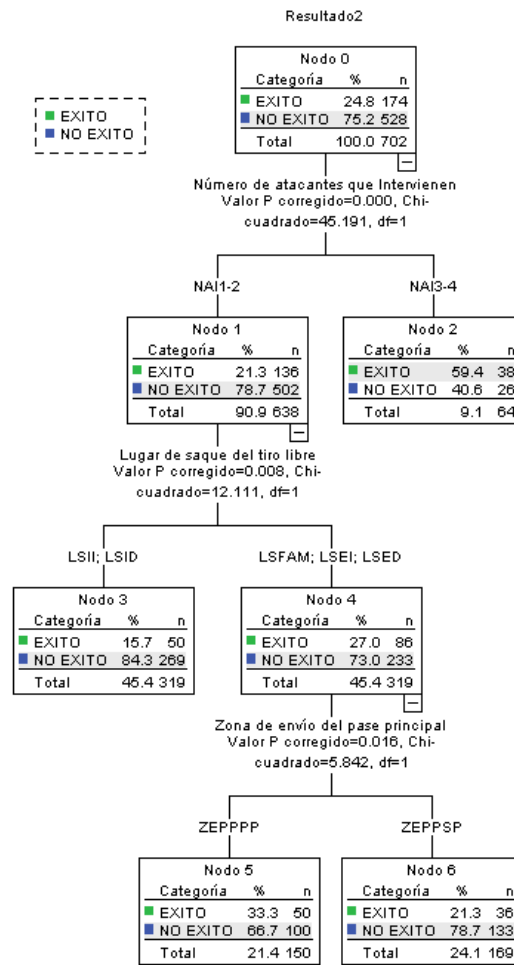 Resultado2
EXITO
NO EXITO
Nodo 0
Categoría % n
EXITO 24.8 174
NO EXITO 75.2 528
Total 100.0 702
Número de atacantes que Intervienen
Valor P corregido=0.000, Chi-
cuadrado=45.191, df=1
NAI1-2
NAI3-4
Nodo 1
Categoría % n
EXITO 21.3 136
NO EXITO 78.7 502
Total 90.9 638
Nodo 2
Categoría % n
EXITO 59.4 38
NO EXITO 40.6 26
Total 9.1 64
Lugar de saque del tiro libre
Valor P corregido=0.008, Chi-
cuadrado=12.111, df=1
LSII; LSID
LSFAM; LSEI; LSED
Nodo 3
Categoría % n
EXITO 15.7 50
NO EXITO 84.3 269
Total 45.4 319
Nodo 4
Categoría % n
EXITO 27.0 86
NO EXITO 73.0 233
Total 45.4 319
Zona de envío del pase principal
Valor P corregido=0.016, Chi-
cuadrado=5.842, df=1
ZEPPPP
ZEPPSP
Nodo 5
Categoría % n
EXITO 33.3 50
NO EXITO 66.7 100
Total 21.4 150
Nodo 6
Categoría % n
EXITO 21.3 36
NO EXITO 78.7 133
Total 24.1 169